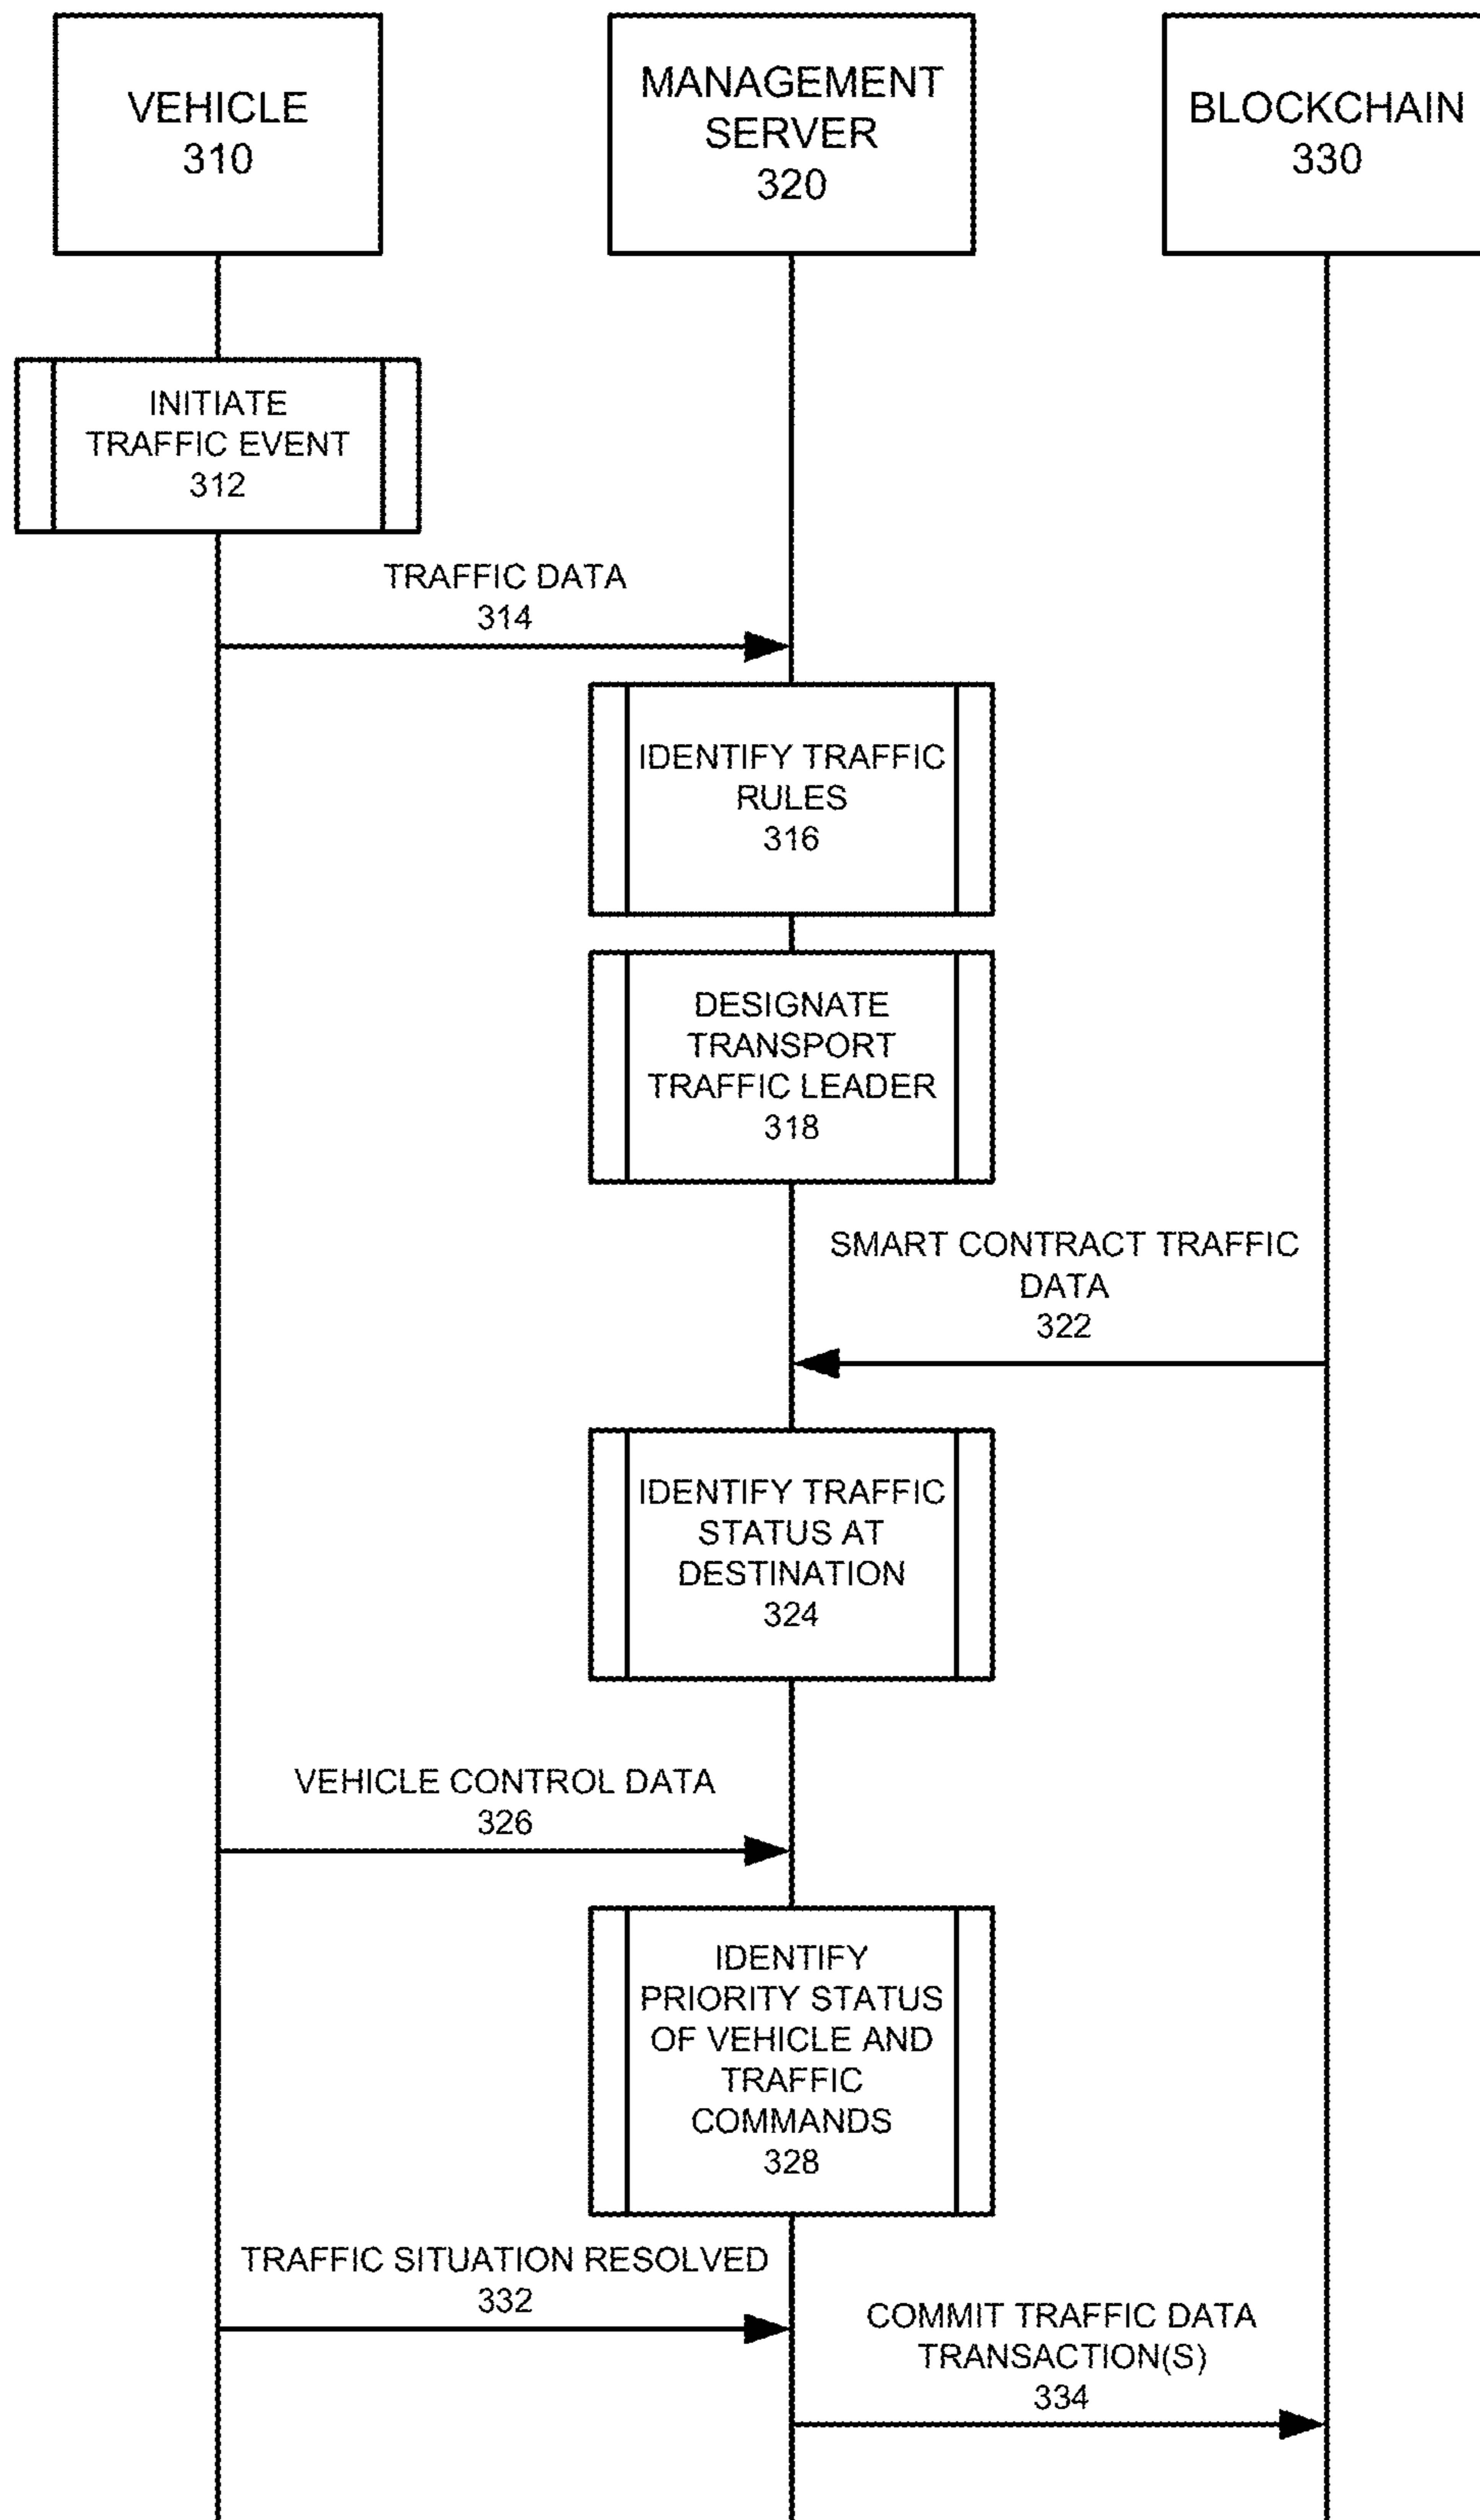 VEHICLE
310
MANAGEMENT
SERVER
320
BLOCKCHAIN
330
INITIATE
TRAFFIC EVENT
312
TRAFFIC DATA
314
IDENTIFY TRAFFIC
RULES
316
DESIGNATE
TRANSPORT
TRAFFIC LEADER
318
SMART CONTRACT TRAFFIC
DATA
322
IDENTIFY TRAFFIC
STATUS AT
DESTINATION
324
VEHICLE CONTROL DATA
326
IDENTIFY
PRIORITY STATUS
OF VEHICLE AND
TRAFFIC
COMMANDS
328
TRAFFIC SITUATION RESOLVED
332
COMMIT TRAFFIC DATA
TRANSACTION(S)
334